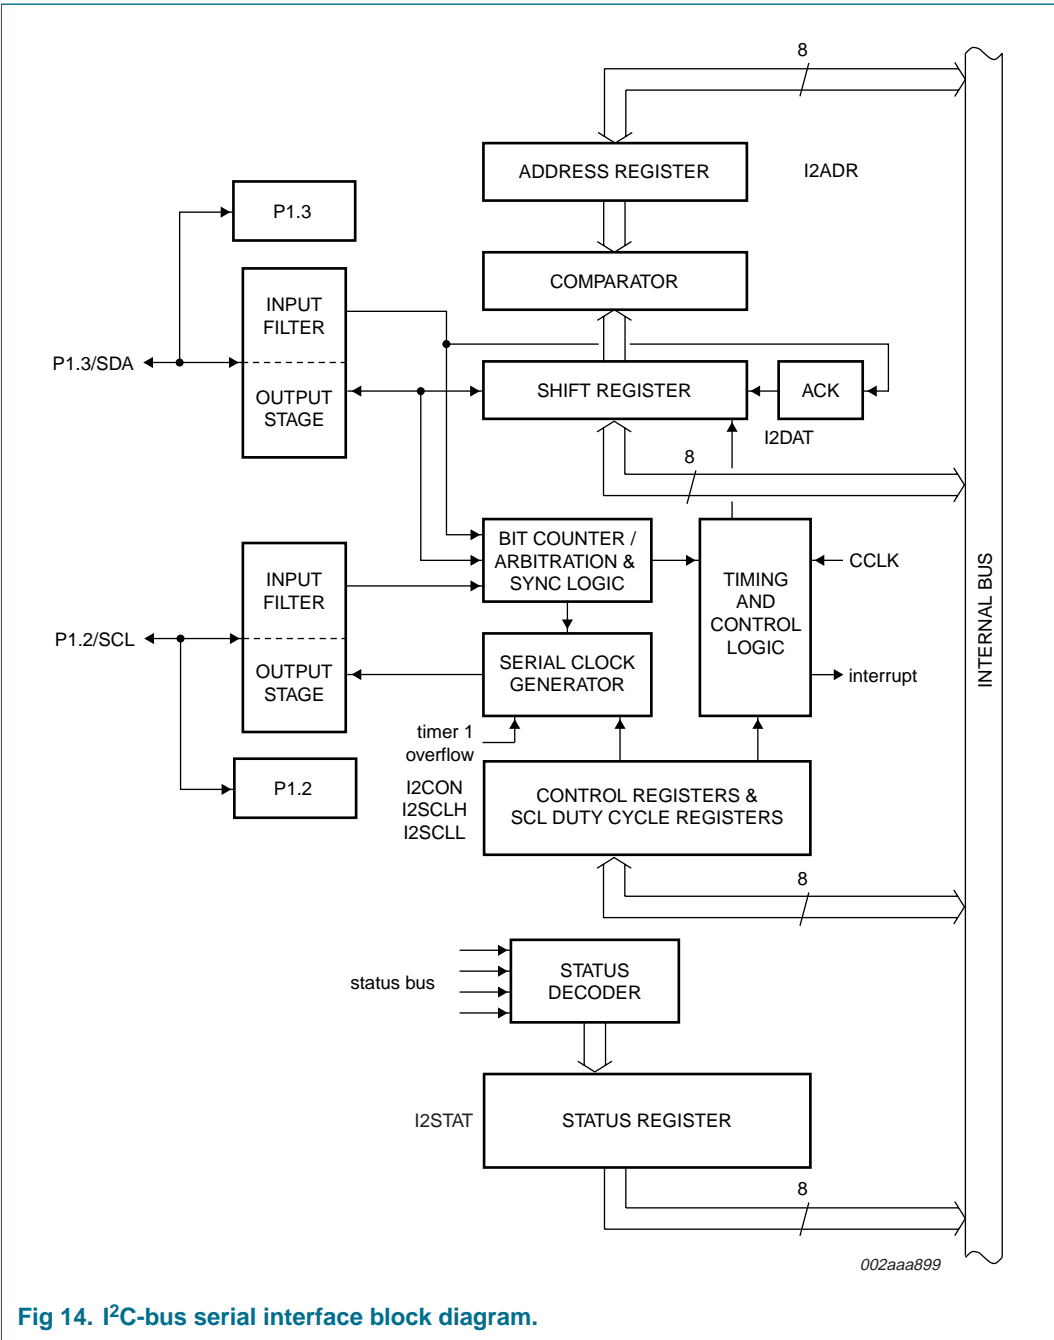 8
ADDRESS REGISTER
I2ADR
P1.3
COMPARATOR
INPUT
FILTER
P1.3/SDA
OUTPUT
STAGE
SHIFT REGISTER
ACK
I2DAT
8
BIT COUNTER /
ARBITRATION &
SYNC LOGIC
INPUT
FILTER
TIMING
AND
CONTROL
LOGIC
CCLK
INTERNAL BUS
P1.2/SCL
OUTPUT
STAGE
SERIAL CLOCK
GENERATOR
interrupt
timer 1
overflow
P1.2
I2CON
I2SCLH
I2SCLL
CONTROL REGISTERS &
SCL DUTY CYCLE REGISTERS
8
status bus
STATUS
DECODER
I2STAT
STATUS REGISTER
8
002aaa899
Fig 14. I²C-bus serial interface block diagram.